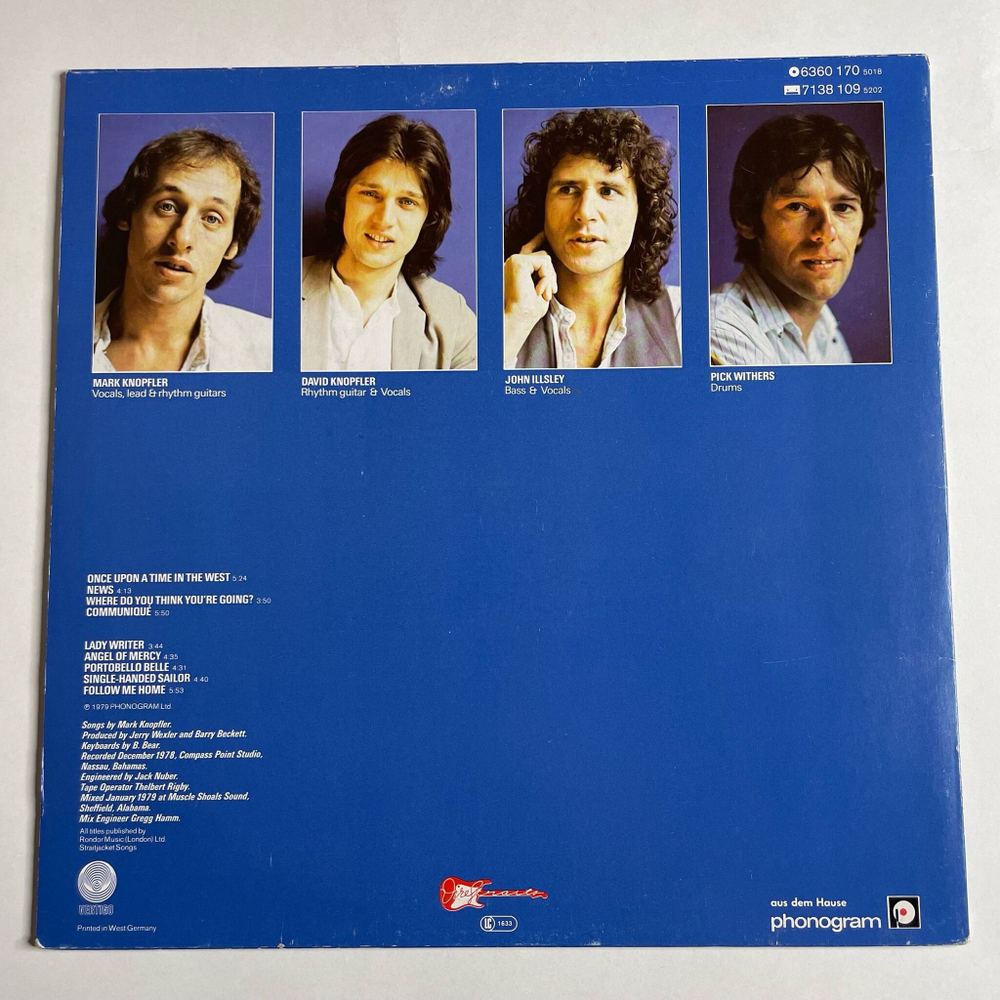 6360 170 5018
7138 109 5202
MARK KNOPFLER
Vocals, lead & rhythm guitars
DAVID KNOPFLER
Rhythm guitar & Vocals
JOHN ILLSLEY
Bass & Vocals
PICK WITHERS
Drums
ONCE UPON A TIME IN THE WEST 5:24
NEWS 4:13
WHERE DO YOU THINK YOU'RE GOING? 3:50
COMMUNIQUÉ 5:50
LADY WRITER 3:44
ANGEL OF MERCY 4:35
PORTOBELLO BELLE 4:31
SINGLE-HANDED SAILOR 4:40
FOLLOW ME HOME 5:53
℗ 1979 PHONOGRAM Ltd.
Songs by Mark Knopfler.
Produced by Jerry Wexler and Barry Beckett.
Keyboards by B. Bear.
Recorded December 1978, Compass Point Studio,
Nassau, Bahamas.
Engineered by Jack Nuber.
Tape Operator Thelbert Rigby.
Mixed January 1979 at Muscle Shoals Sound,
Sheffield, Alabama.
Mix Engineer Gregg Hamm.
All titles published by
Rondor Music (London) Ltd.
Straitjacket Songs
VERTIGO
Printed in West Germany
Dire Straits
LC 1633
aus dem Hause
phonogram